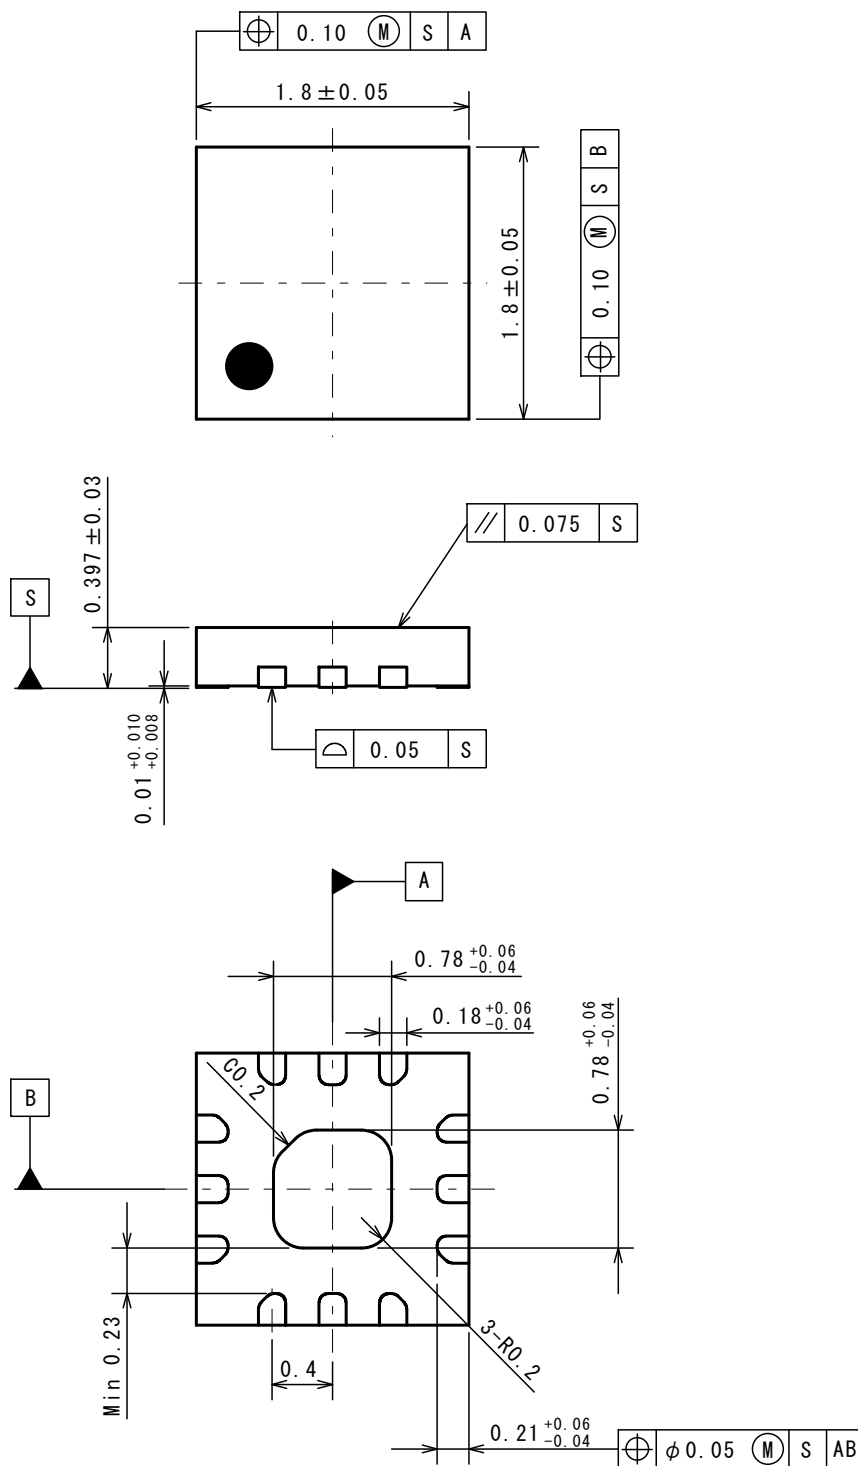 ⌖ 0.10 Ⓜ S A
1.8±0.05
⌖ 0.10 Ⓜ S B
1.8±0.05
0.397±0.03
⫽ 0.075 S
S
0.01 +0.010 +0.008
⌓ 0.05 S
A
0.78 +0.06 -0.04
0.18 +0.06 -0.04
0.78 +0.06 -0.04
C0.2
B
Min 0.23
0.4
3-R0.2
0.21 +0.06 -0.04
⌖ φ0.05 Ⓜ S AB